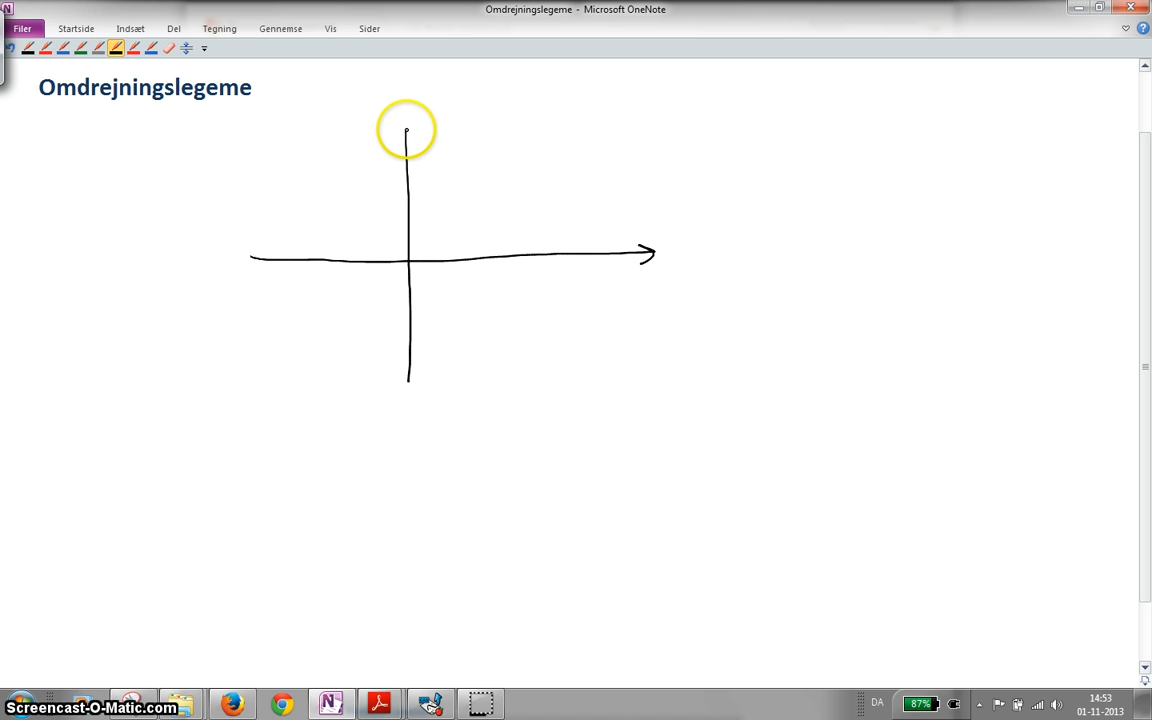 Omdrejningslegeme - Microsoft OneNote
Filer Startside Indsæt Del Tegning Gennemse Vis Sider
Omdrejningslegeme
Screencast-O-Matic.com
DA 87% 14:53
01-11-2013